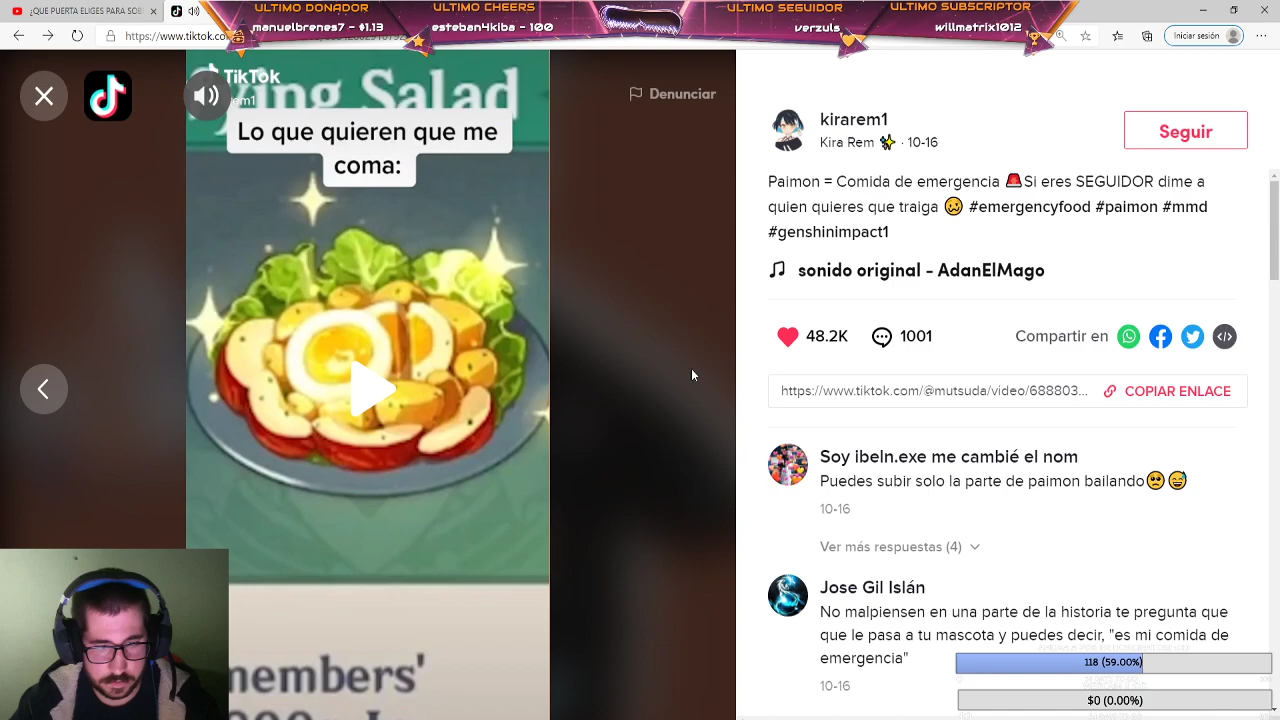 ULTIMO DONADOR
ULTIMO CHEERS
ULTIMO SEGUIDOR
ULTIMO SUBSCRIPTOR
manuelbrenes7 - $1.13
esteban4kiba - 100
verzuls
willmatrix1012
¿QUE PUERTA ELIGES PARA SOB
https://www.tiktok.co
Iniciar sesión
TikTok
ying Salad
Lo que quieren que me
coma:
members'
Denunciar
kirarem1
Kira Rem ✨ · 10-16
Seguir
Paimon = Comida de emergencia 🚨Si eres SEGUIDOR dime a
quien quieres que traiga 🥴 #emergencyfood #paimon #mmd
#genshinimpact1
sonido original - AdanElMago
48.2K
1001
Compartir en
https://www.tiktok.com/@mutsuda/video/688803...
COPIAR ENLACE
Soy ibeln.exe me cambié el nom
Puedes subir solo la parte de paimon bailando🥺😅
10-16
Ver más respuestas (4)
Jose Gil Islán
No malpiensen en una parte de la historia te pregunta que
que le pasa a tu mascota y puedes decir, "es mi comida de
emergencia"
10-16
118 (59.00%)
$0 (0.00%)